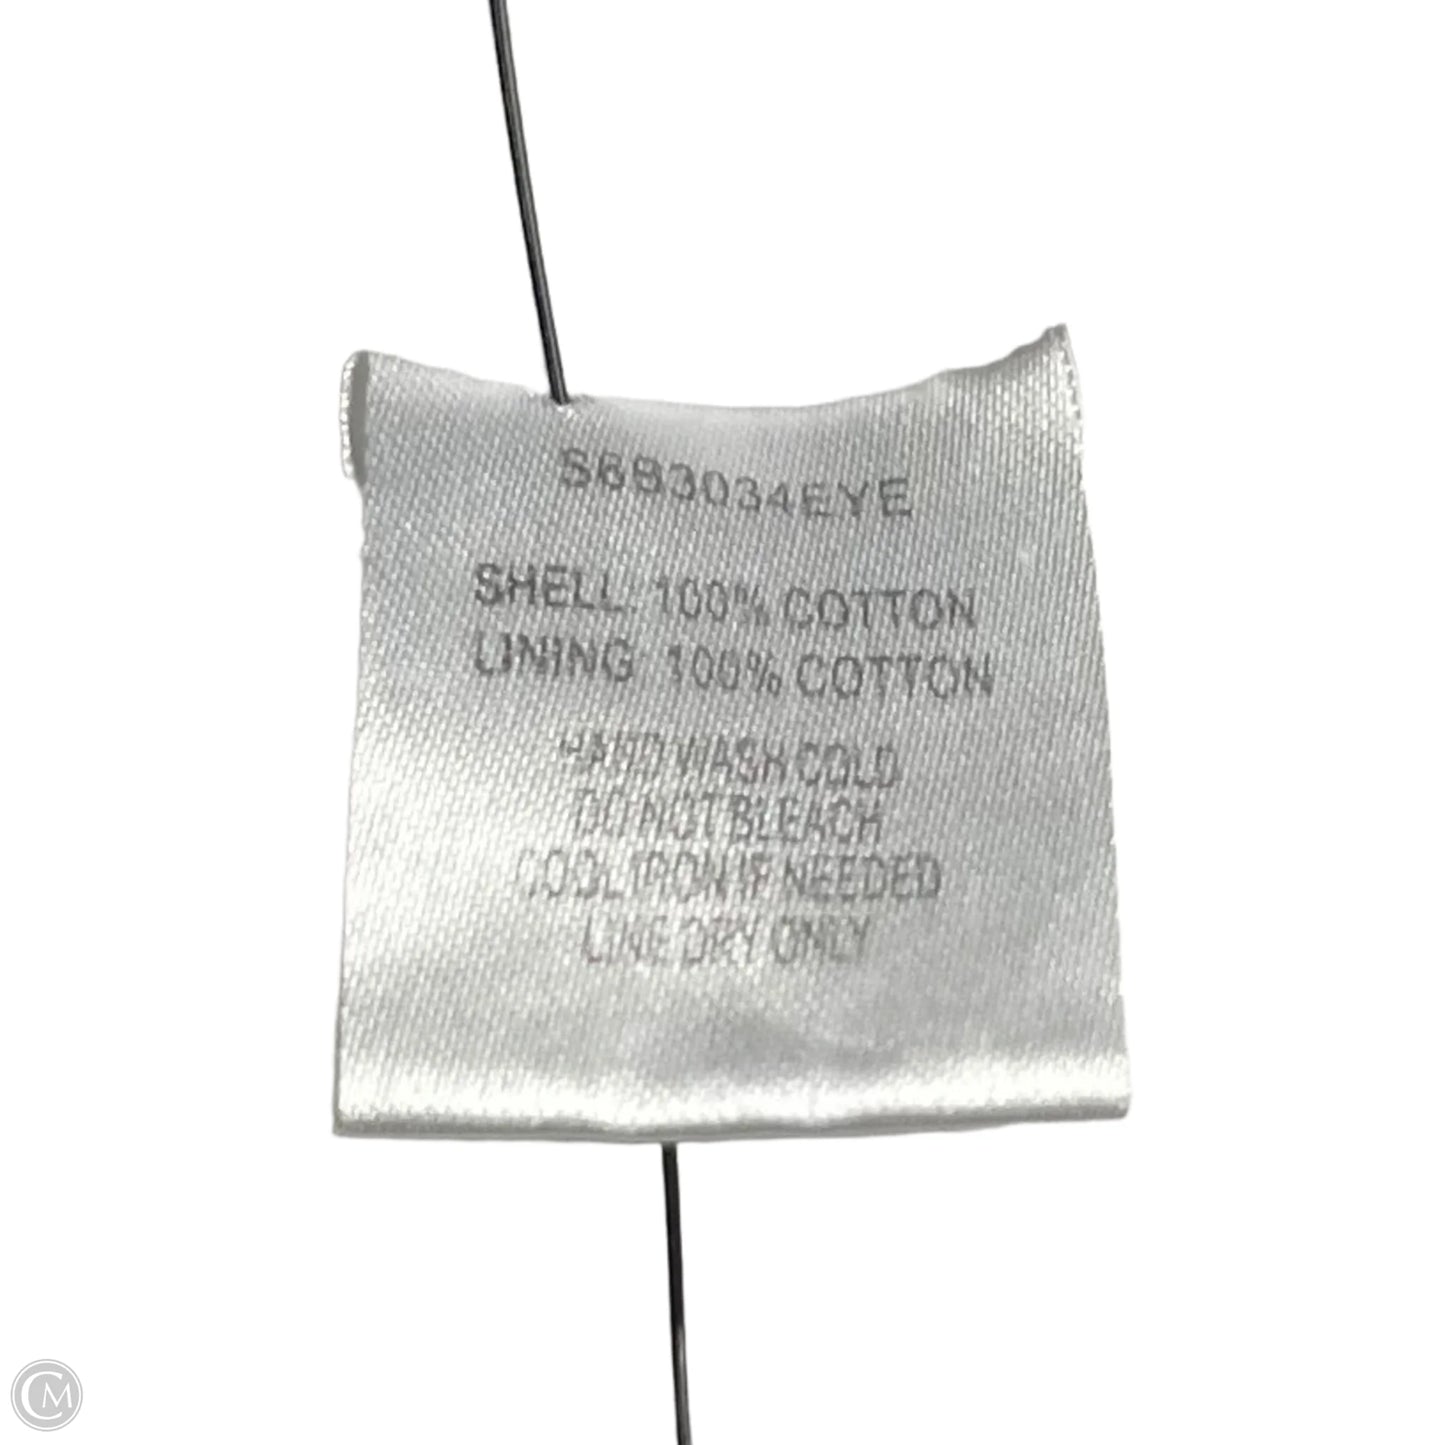 S6B3034EYE
SHELL: 100% COTTON
LINING 100% COTTON
HAND WASH COLD
DO NOT BLEACH
COOL IRON IF NEEDED
LINE DRY ONLY
CM